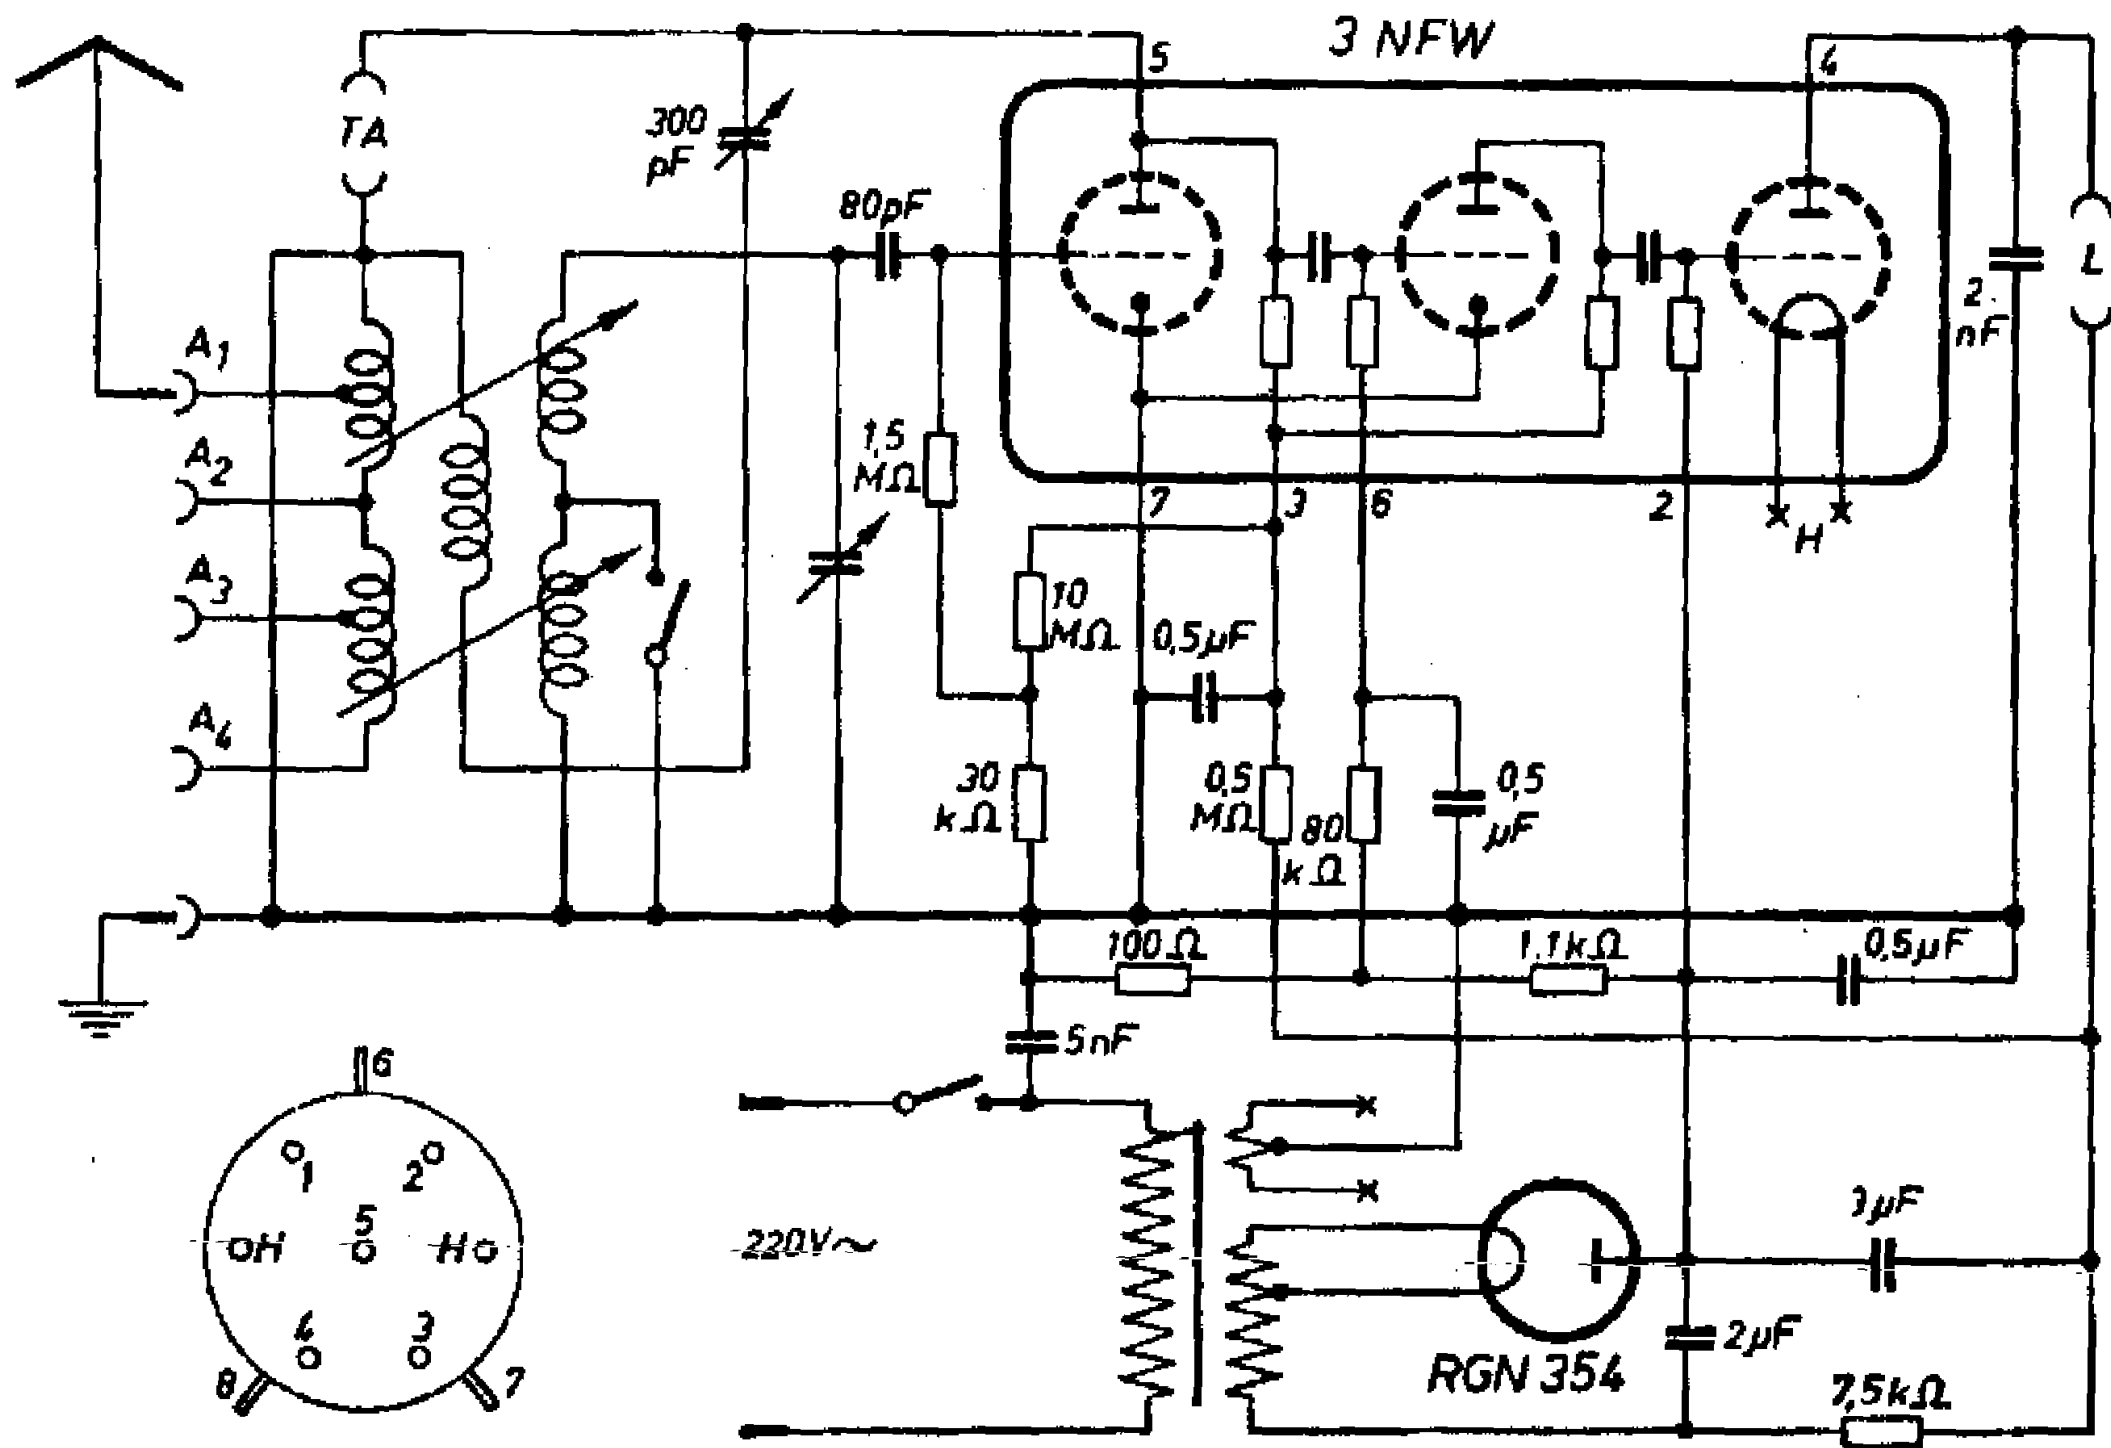 3 NFW
5
4
TA
300
pF
80pF
2
nF
L
A1
A2
A3
A4
1,5
MΩ
7
3
6
2
H
10
MΩ
0,5µF
30
kΩ
0,5
MΩ
80
kΩ
0,5
µF
100Ω
1,1kΩ
0,5µF
5nF
6
1
2
5
H
H
4
3
8
7
220V~
1µF
RGN 354
2µF
7,5kΩ